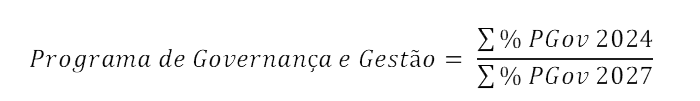 Programa de Governança e Gestão = ∑ % PGov 2024
∑ % PGov 2027